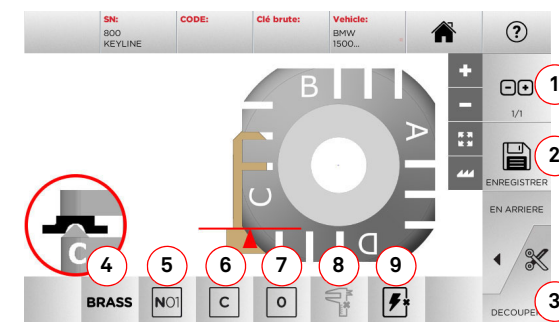 SN:
800
KEYLINE
CODE:
Clé brute:
Vehicle:
BMW
1500...
?
B
A
C
D
+
−
1
1/1
2
ENREGISTRER
EN ARRIERE
3
DECOUPE
C
4
5
6
7
8
9
BRASS
N01
C
0